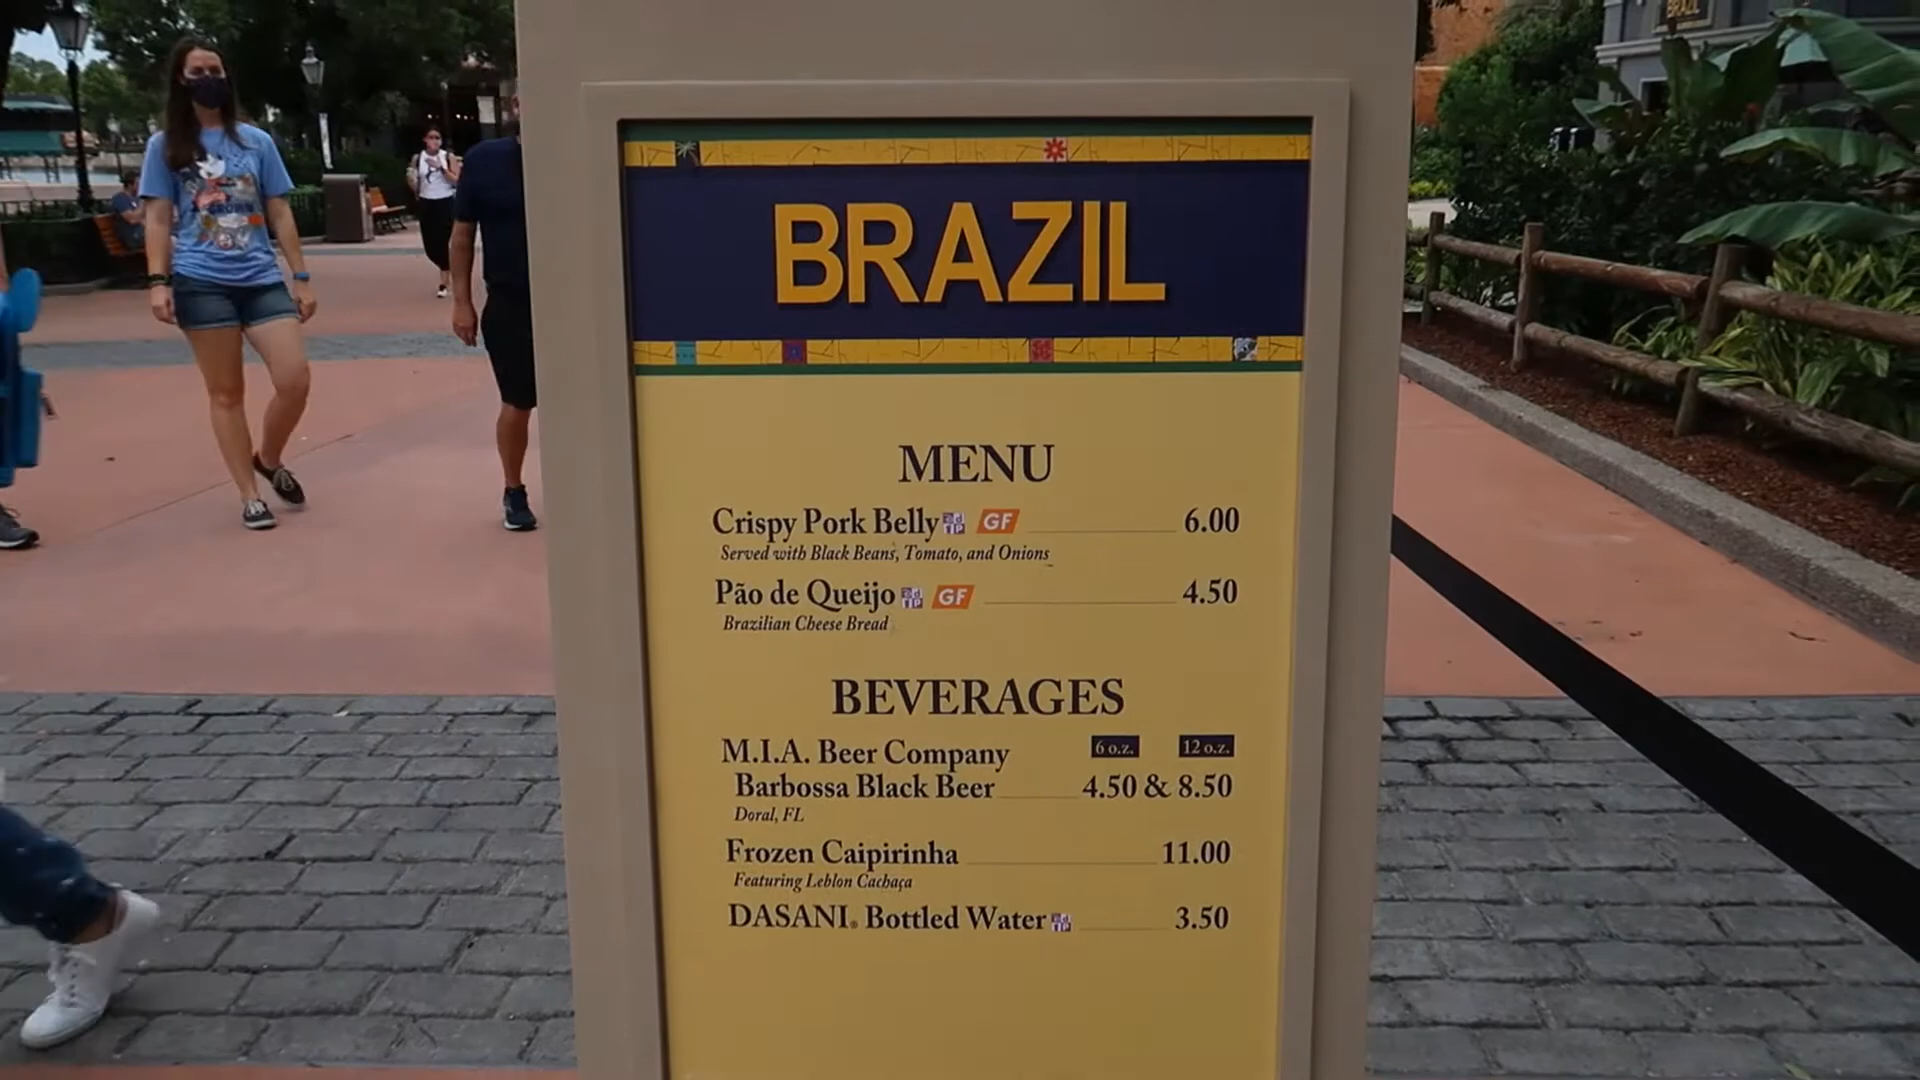 BRAZIL
BRAZIL
MENU
Crispy Pork Belly GF 6.00
Served with Black Beans, Tomato, and Onions
Pão de Queijo GF 4.50
Brazilian Cheese Bread
BEVERAGES
M.I.A. Beer Company 6 o.z. 12 o.z.
Barbossa Black Beer 4.50 & 8.50
Doral, FL
Frozen Caipirinha 11.00
Featuring Leblon Cachaça
DASANI® Bottled Water 3.50